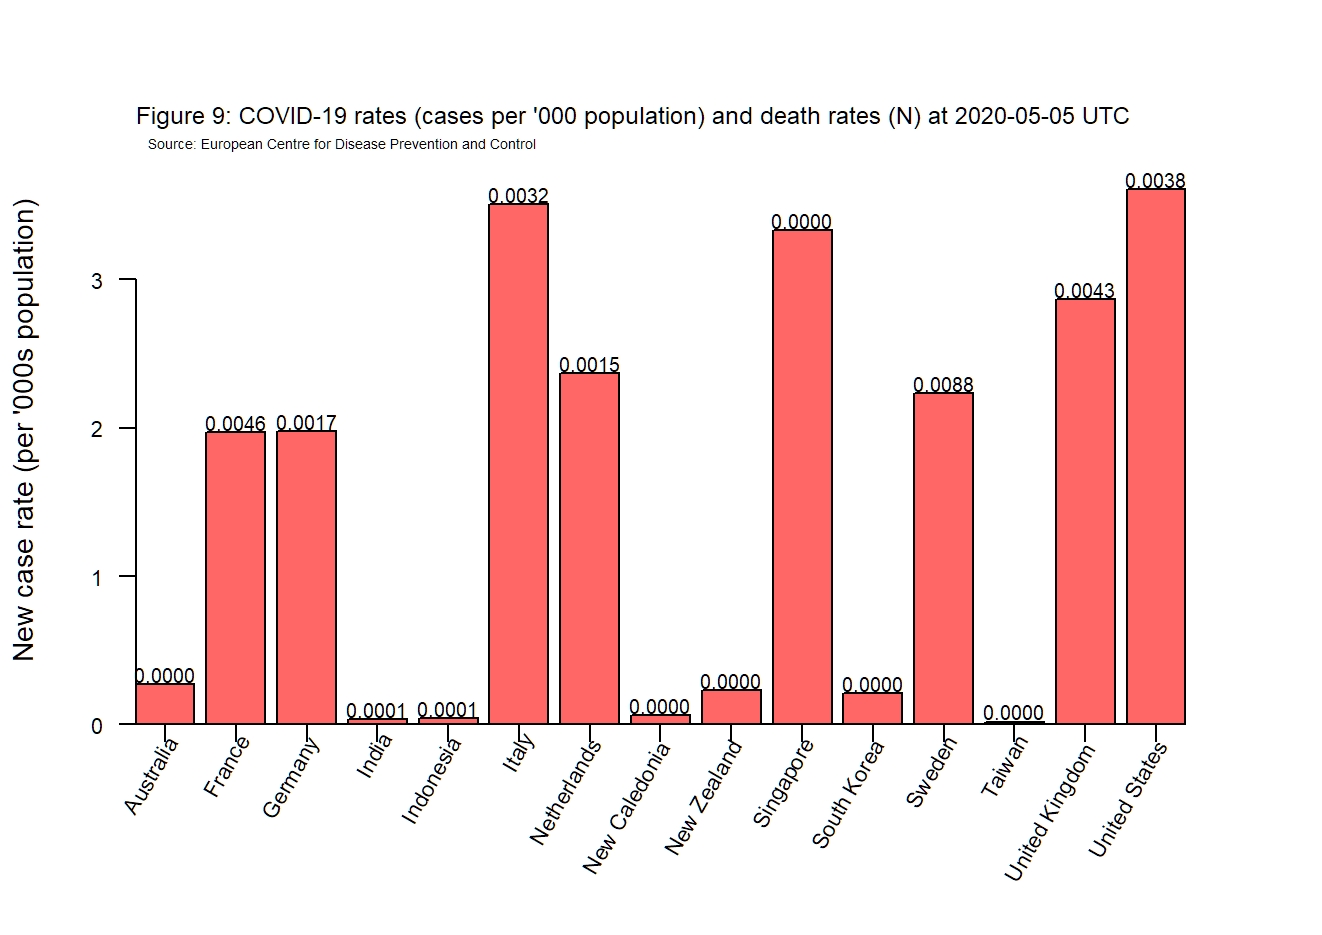 Figure 9: COVID-19 rates (cases per '000 population) and death rates (N) at 2020-05-05 UTC
Source: European Centre for Disease Prevention and Control
New case rate (per '000s population)
3
2
1
0
0.0000
0.0046
0.0017
0.0001
0.0001
0.0032
0.0015
0.0000
0.0000
0.0000
0.0000
0.0088
0.0000
0.0043
0.0038
Australia
France
Germany
India
Indonesia
Italy
Netherlands
New Caledonia
New Zealand
Singapore
South Korea
Sweden
Taiwan
United Kingdom
United States